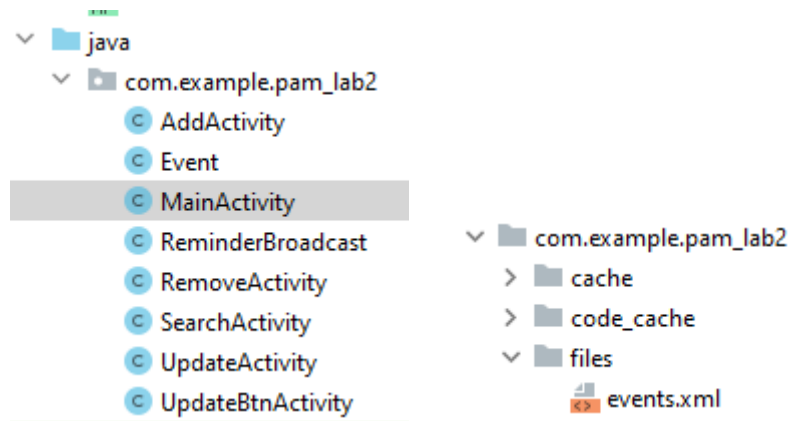 java
com.example.pam_lab2
AddActivity
Event
MainActivity
ReminderBroadcast
RemoveActivity
SearchActivity
UpdateActivity
UpdateBtnActivity
com.example.pam_lab2
cache
code_cache
files
events.xml